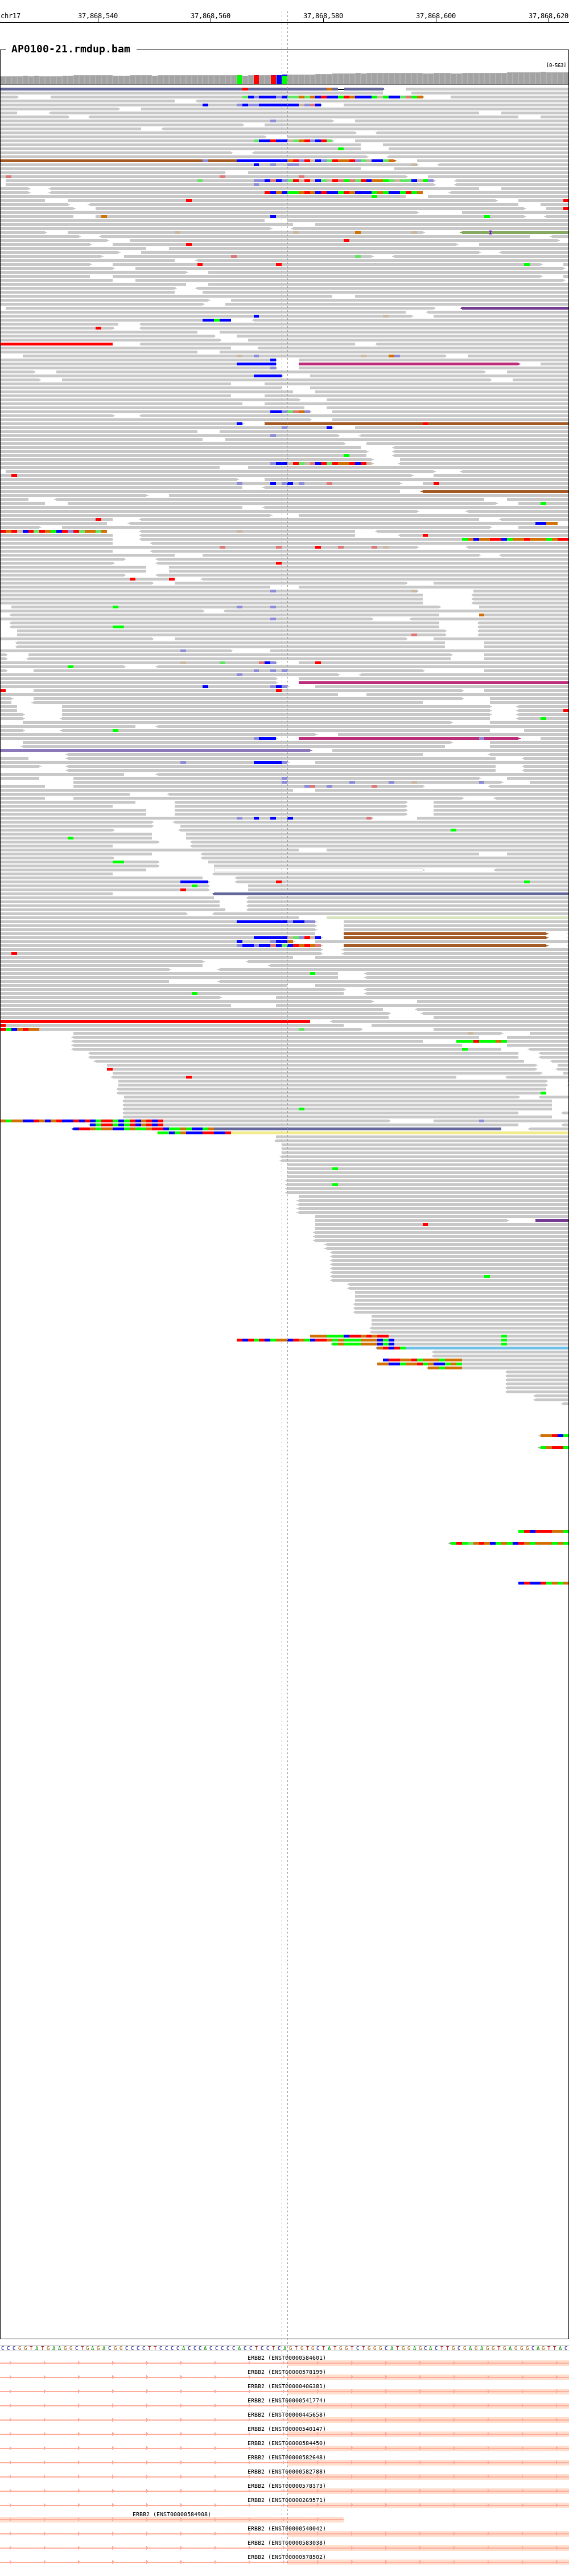 chr17 37,868,540 37,868,560 37,868,580 37,868,600 37,868,620
AP0100-21.rmdup.bam
[0-563]
CCCGGTATGAAGGCTGAGACGGCCCCTTCCCCACCCACCCCCACCTCCTCAGTGTGCTATGGTCTGGGCATGGAGCACTTGCGAGAGGTGAGGGCAGTTAC
ERBB2 (ENST00000584601)
ERBB2 (ENST00000578199)
ERBB2 (ENST00000406381)
ERBB2 (ENST00000541774)
ERBB2 (ENST00000445658)
ERBB2 (ENST00000540147)
ERBB2 (ENST00000584450)
ERBB2 (ENST00000582648)
ERBB2 (ENST00000582788)
ERBB2 (ENST00000578373)
ERBB2 (ENST00000269571)
ERBB2 (ENST00000584908)
ERBB2 (ENST00000540042)
ERBB2 (ENST00000583038)
ERBB2 (ENST00000578502)